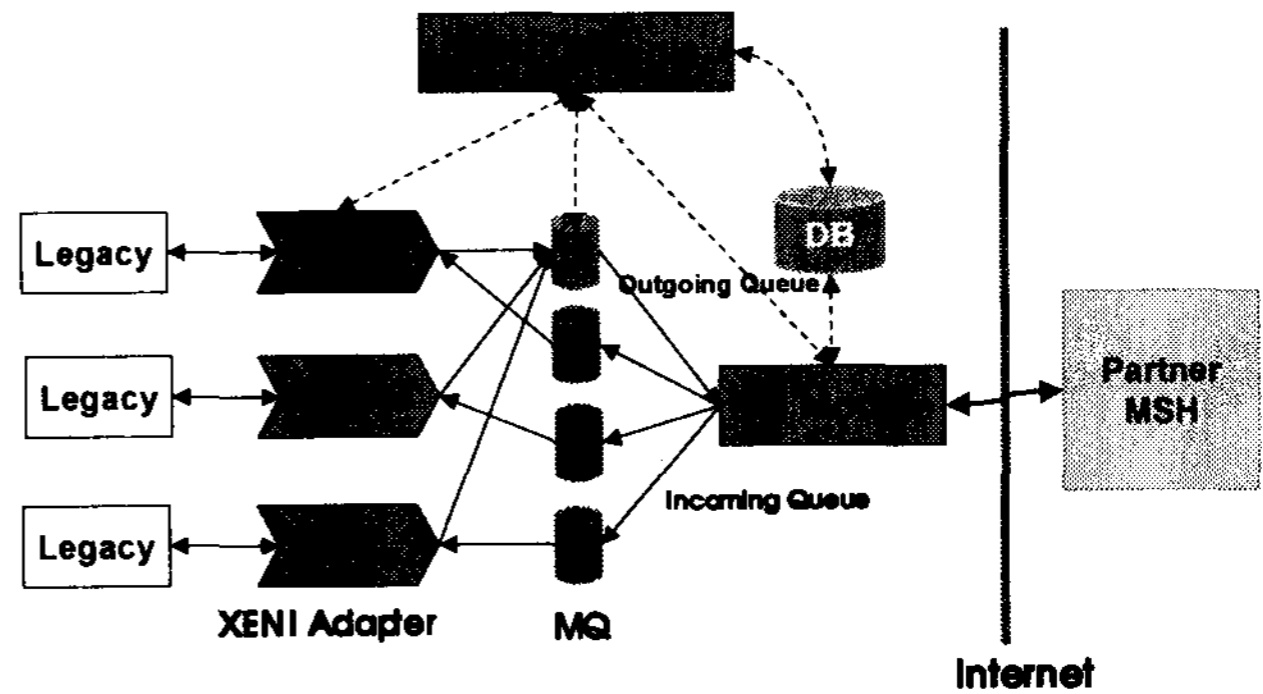 DB
Legacy
Outgoing Queue
Partner
MSH
Legacy
Incoming Queue
Legacy
XENI Adapter
MQ
Internet